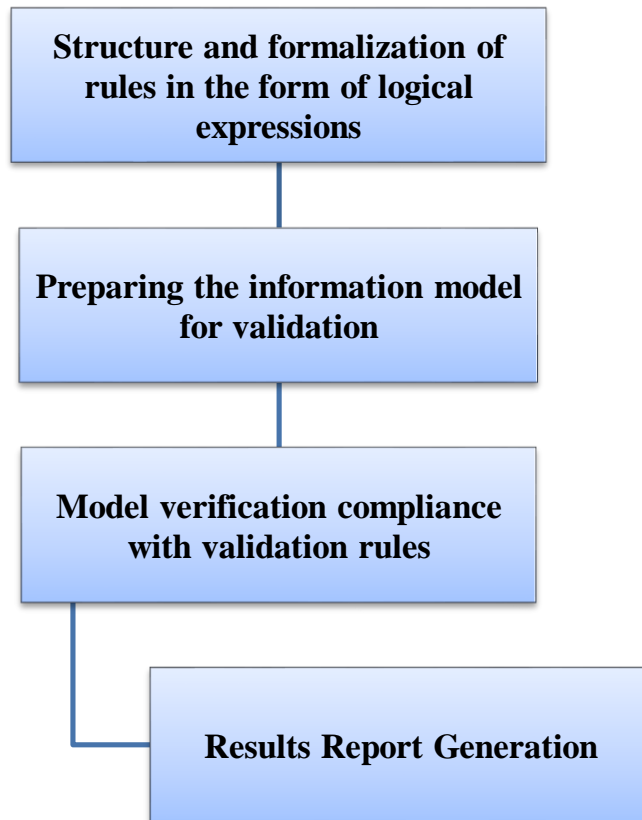 Structure and formalization of
rules in the form of logical
expressions
Preparing the information model
for validation
Model verification compliance
with validation rules
Results Report Generation